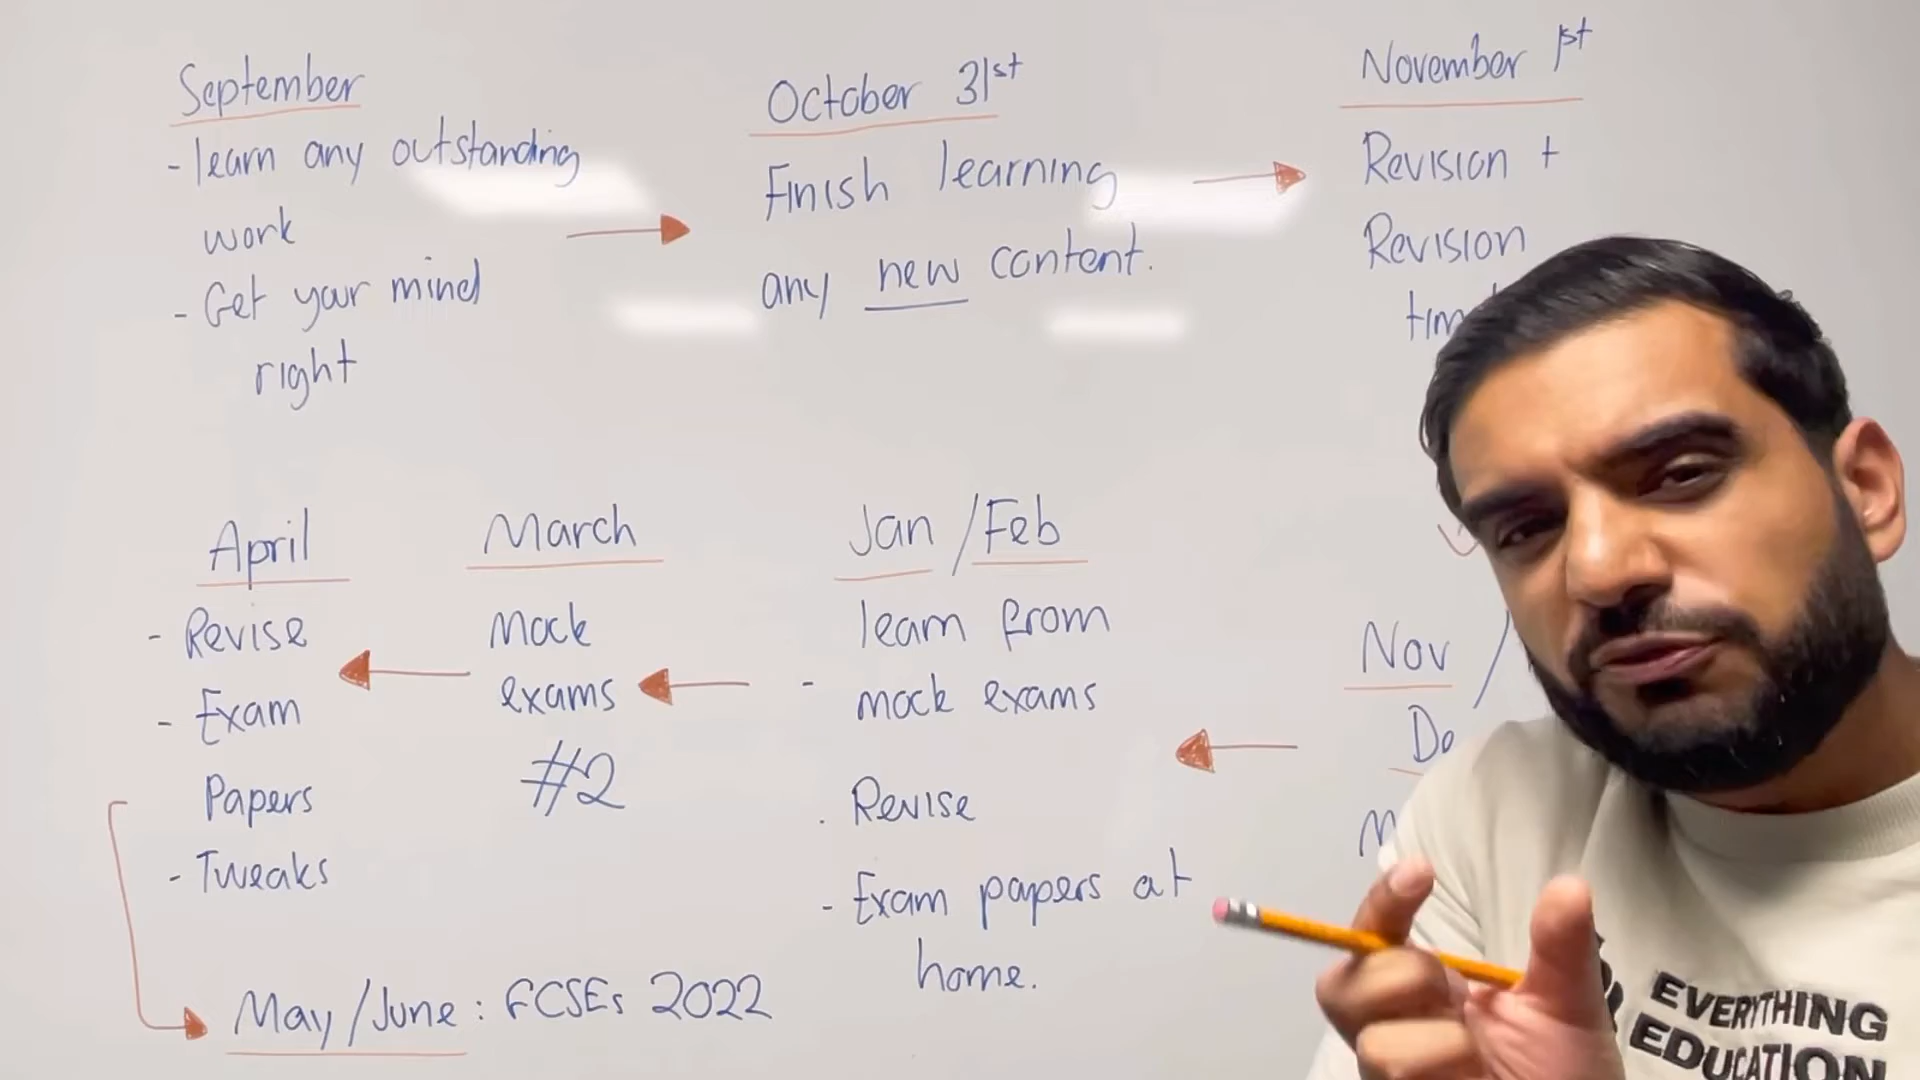 September
- learn any outstanding
work
- Get your mind
right
October 31st
Finish learning
any new content.
November 1st
Revision +
Revision
Nov /
Jan / Feb
learn from
- mock exams
. Revise
- Exam papers at
home.
March
Mock
exams
#2
April
- Revise
- Exam
Papers
- Tweaks
May/June: GCSEs 2022
EVERYTHING
EDUCATION